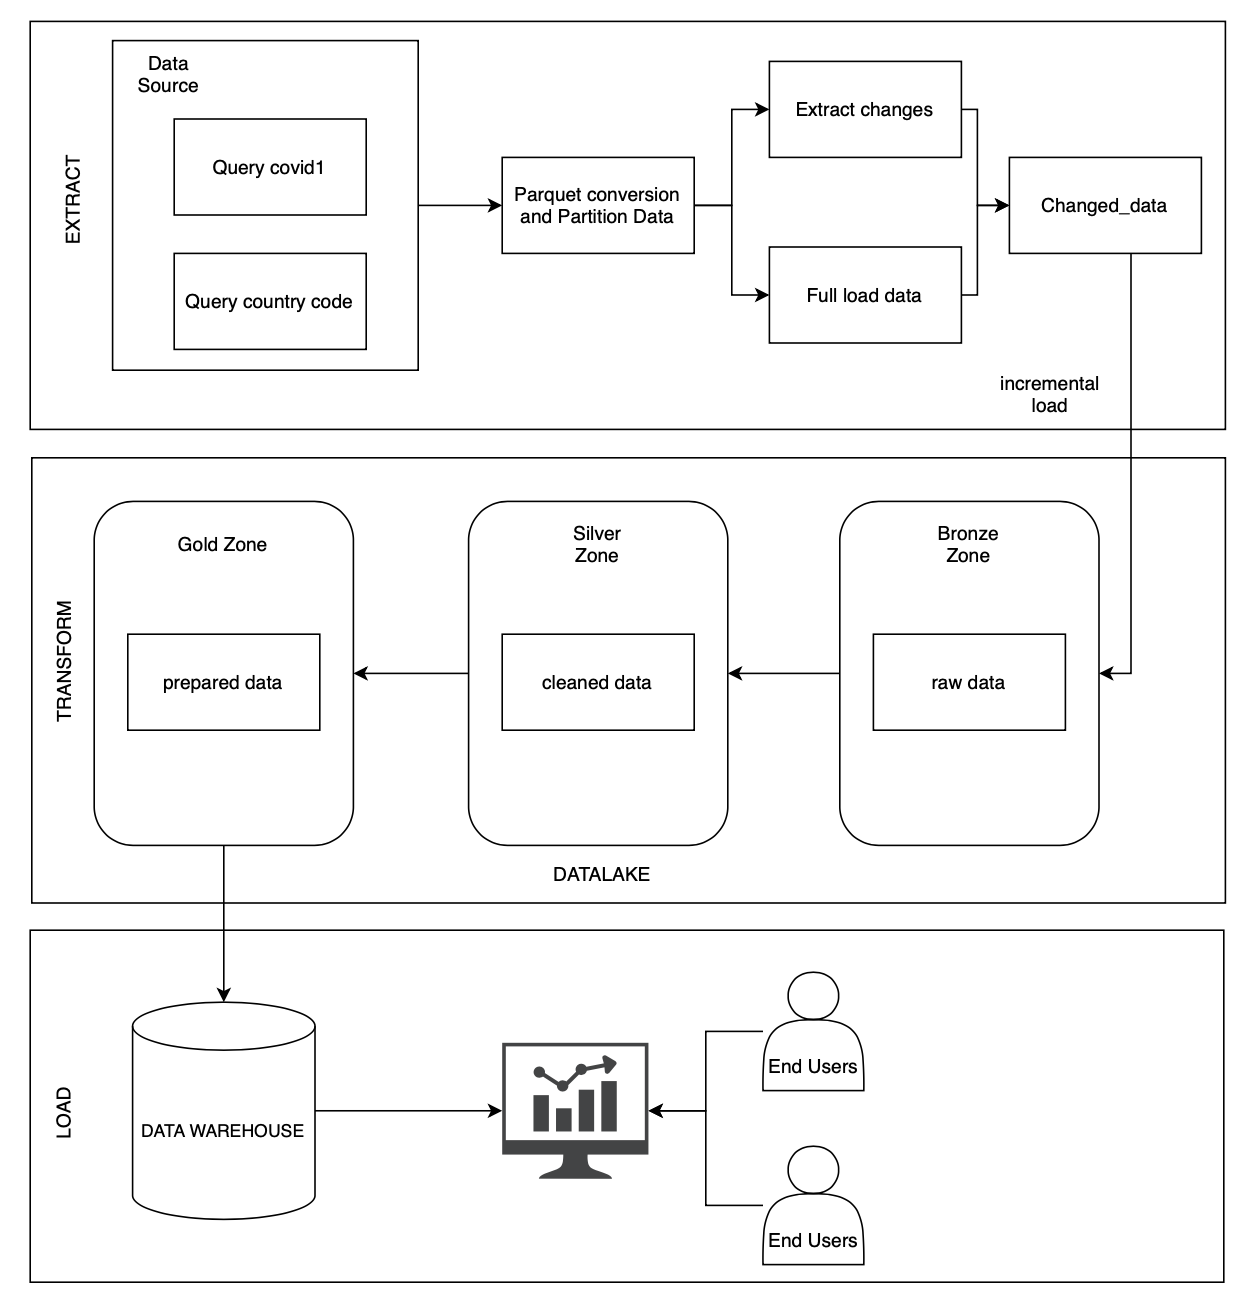 EXTRACT
Data
Source
Query covid1
Query country code
Parquet conversion
and Partition Data
Extract changes
Full load data
Changed_data
incremental
load
TRANSFORM
Gold Zone
prepared data
Silver
Zone
cleaned data
Bronze
Zone
raw data
DATALAKE
LOAD
DATA WAREHOUSE
End Users
End Users